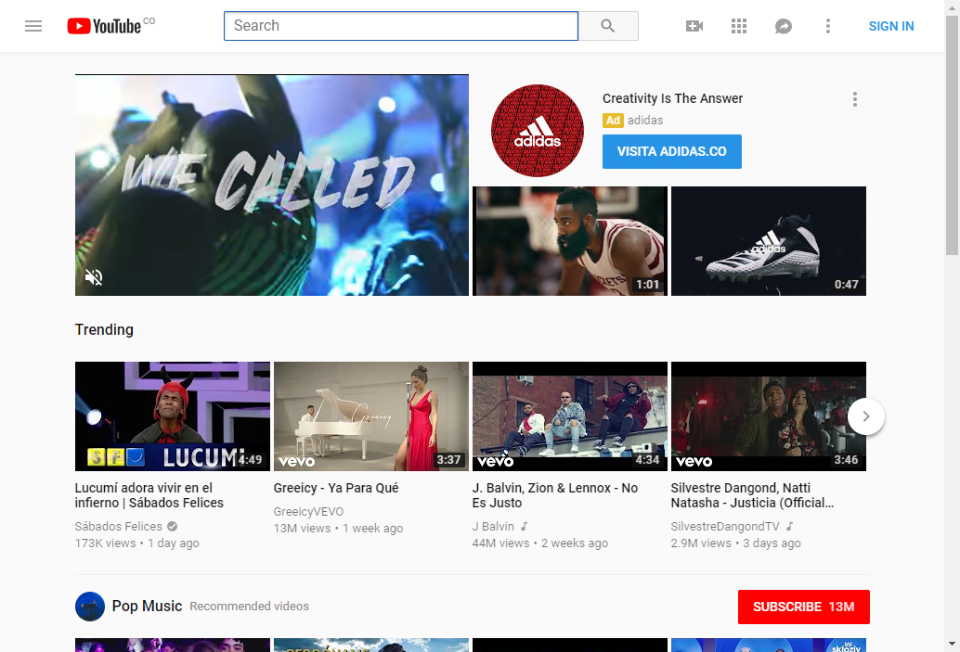 YouTube CO
Search
SIGN IN
WE CALLED
Creativity Is The Answer
Ad adidas
VISITA ADIDAS.CO
adidas
1:01
adidas
0:47
Trending
LUCUMÍ
4:49
Greeicy
vevo
3:37
vevo
4:34
vevo
3:46
Lucumí adora vivir en el
infierno | Sábados Felices
Sábados Felices
173K views • 1 day ago
Greeicy - Ya Para Qué
GreeicyVEVO
13M views • 1 week ago
J. Balvin, Zion & Lennox - No
Es Justo
J Balvin
44M views • 2 weeks ago
Silvestre Dangond, Natti
Natasha - Justicia (Official...
SilvestreDangondTV
2.9M views • 3 days ago
Pop Music Recommended videos
SUBSCRIBE 13M